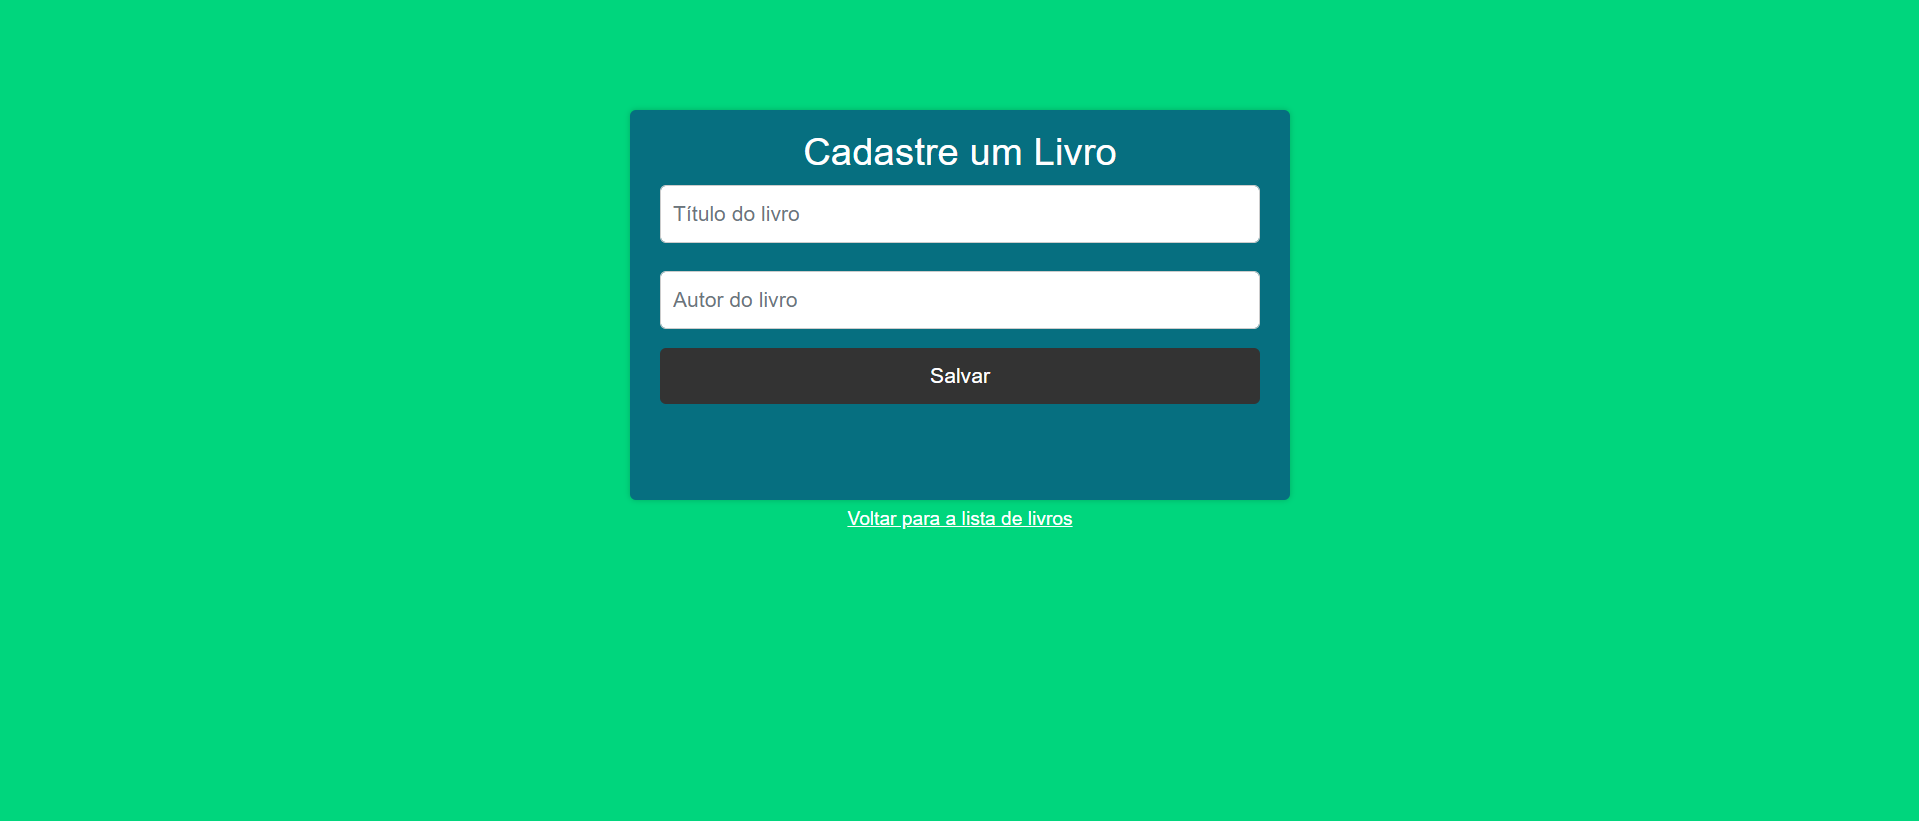 Cadastre um Livro
Título do livro
Autor do livro
Salvar
Voltar para a lista de livros